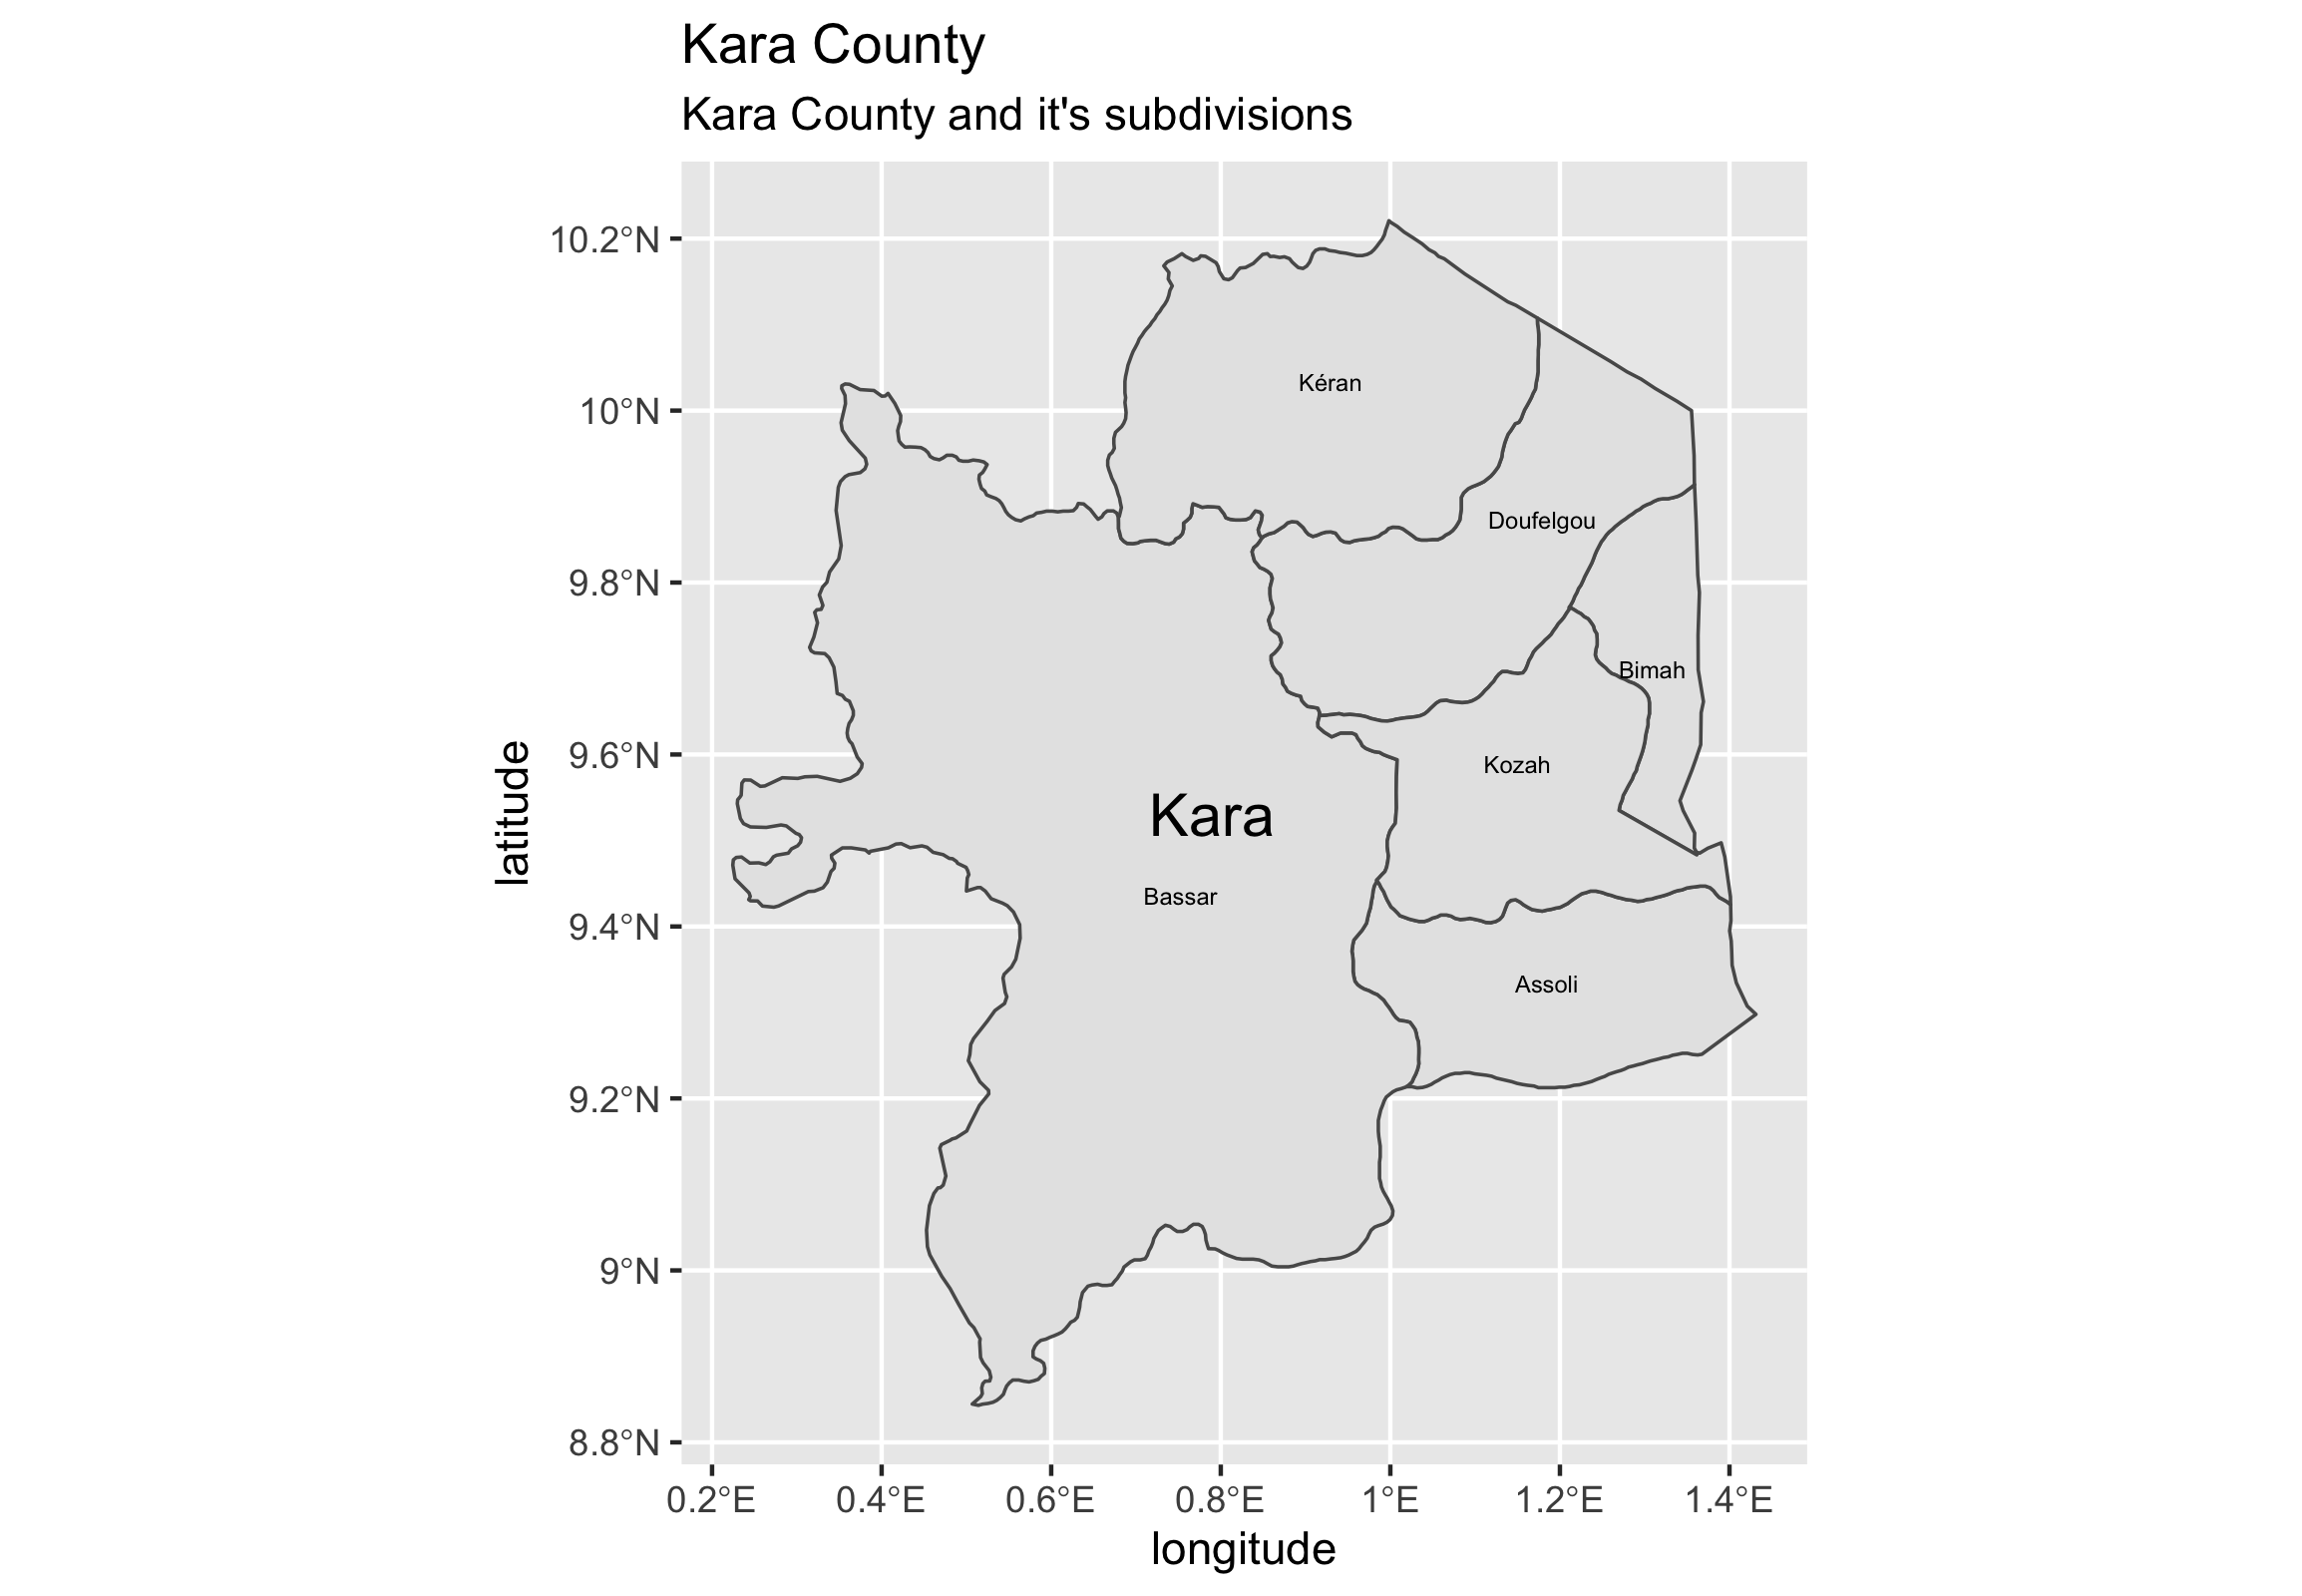 Kara County
Kara County and it's subdivisions
10.2°N
10°N
9.8°N
9.6°N
9.4°N
9.2°N
9°N
8.8°N
latitude
Kéran
Doufelgou
Bimah
Kozah
Kara
Bassar
Assoli
0.2°E 0.4°E 0.6°E 0.8°E 1°E 1.2°E 1.4°E
longitude